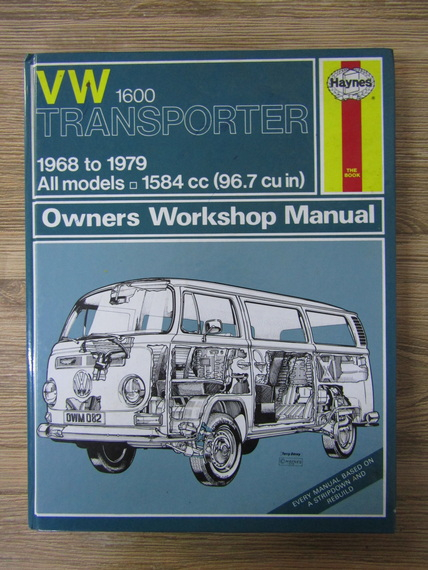 VW 1600
TRANSPORTER
1968 to 1979
All models □ 1584 cc (96.7 cu in)
Haynes
THE
BOOK
Owners Workshop Manual
OWM 082
EVERY MANUAL BASED ON
A STRIPDOWN AND
REBUILD